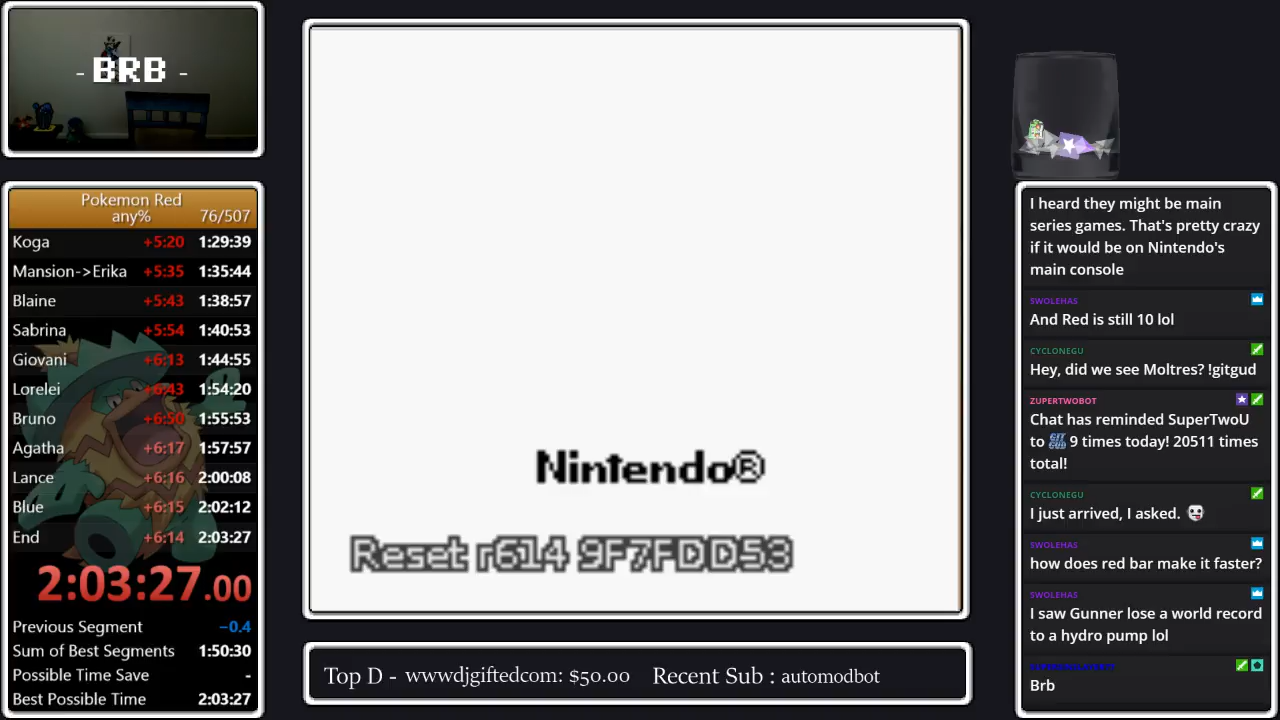 - BRB -
Pokemon Red
any% 76/507
Koga +5:20 1:29:39
Mansion->Erika +5:35 1:35:44
Blaine +5:43 1:38:57
Sabrina +5:54 1:40:53
Giovani +6:13 1:44:55
Lorelei +6:43 1:54:20
Bruno +6:50 1:55:53
Agatha +6:17 1:57:57
Lance +6:16 2:00:08
Blue +6:15 2:02:12
End +6:14 2:03:27
2:03:27.00
Previous Segment −0.4
Sum of Best Segments 1:50:30
Possible Time Save -
Best Possible Time 2:03:27
Nintendo®
Reset r614 9F7FDD53
Top D - wwwdjgiftedcom: $50.00 Recent Sub : automodbot
I heard they might be main
series games. That's pretty crazy
if it would be on Nintendo's
main console
SWOLEHAS
And Red is still 10 lol
CYCLONEGU
Hey, did we see Moltres? !gitgud
ZUPERTWOBOT
Chat has reminded SuperTwoU
to GIT GUD 9 times today! 20511 times
total!
CYCLONEGU
I just arrived, I asked.
SWOLEHAS
how does red bar make it faster?
SWOLEHAS
I saw Gunner lose a world record
to a hydro pump lol
Brb